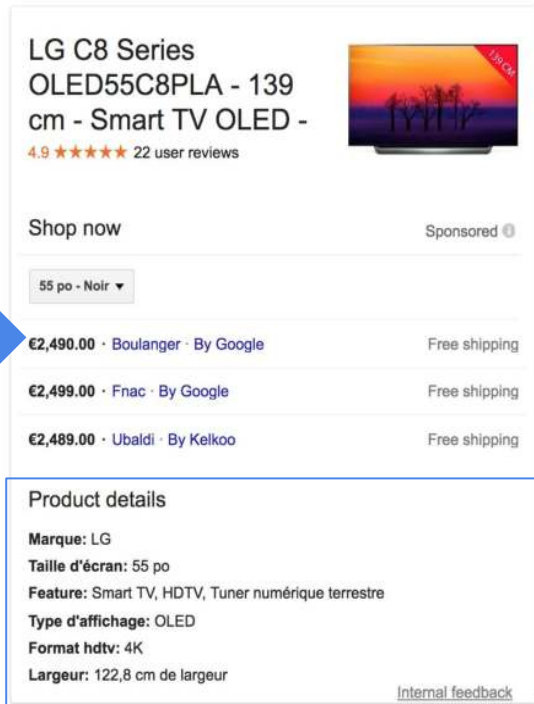 LG C8 Series
OLED55C8PLA - 139
cm - Smart TV OLED -
139 CM
4.9 ★★★★★ 22 user reviews
Shop now
Sponsored
55 po - Noir ▼
€2,490.00 · Boulanger · By Google Free shipping
€2,499.00 · Fnac · By Google Free shipping
€2,489.00 · Ubaldi · By Kelkoo Free shipping
Product details
Marque: LG
Taille d'écran: 55 po
Feature: Smart TV, HDTV, Tuner numérique terrestre
Type d'affichage: OLED
Format hdtv: 4K
Largeur: 122,8 cm de largeur
Internal feedback